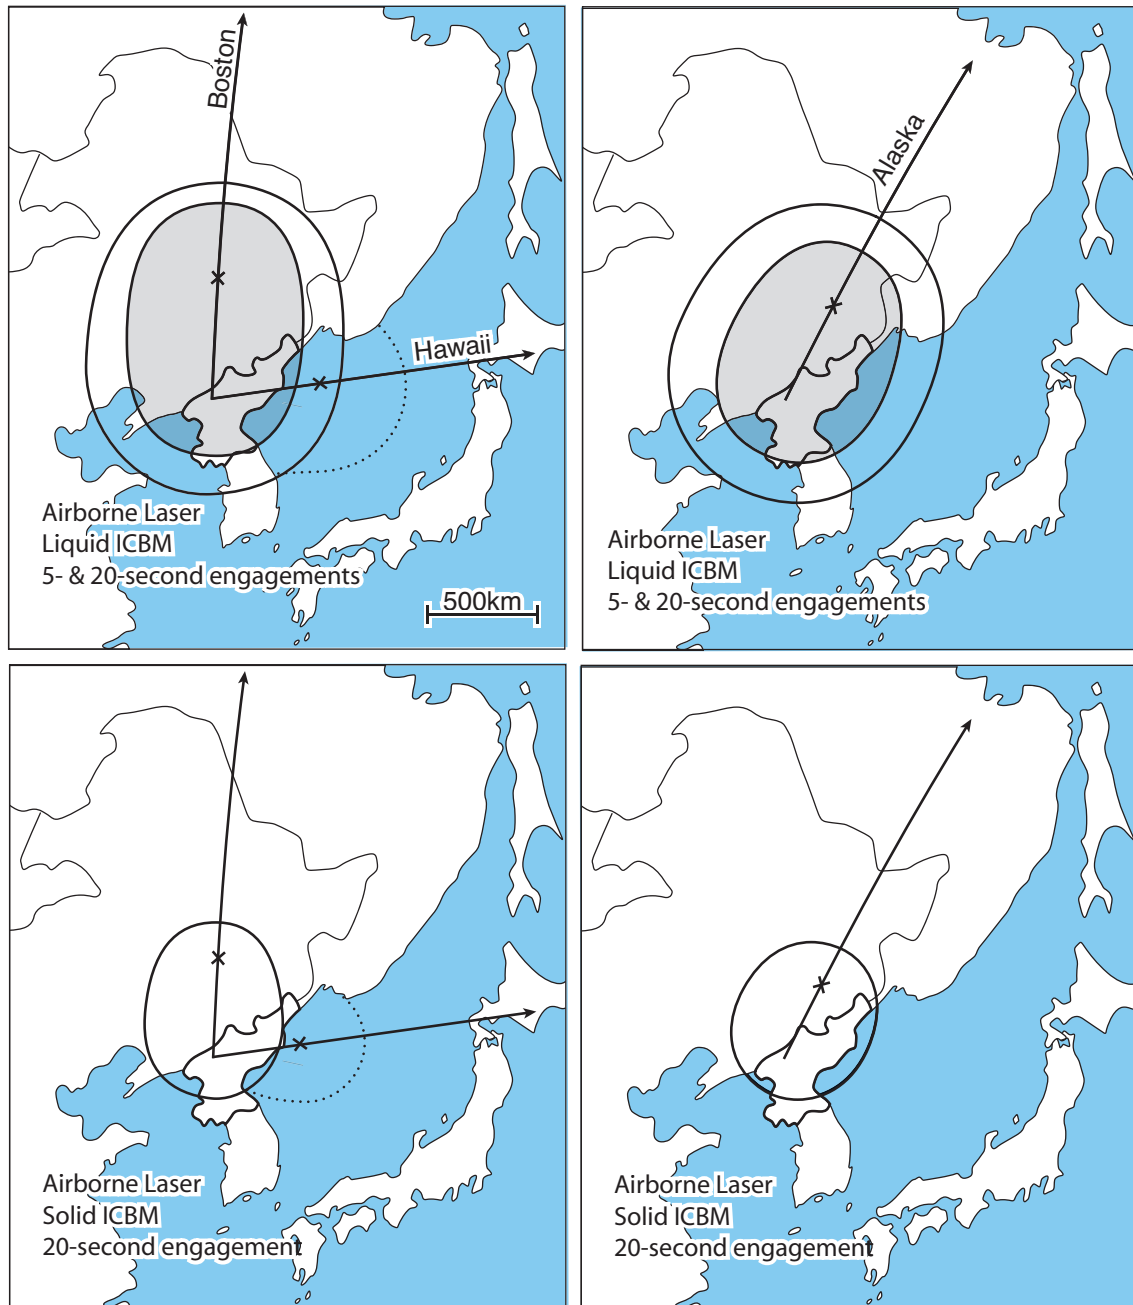 Boston
Hawaii
Airborne Laser
Liquid ICBM
5- & 20-second engagements
500km
Alaska
Airborne Laser
Liquid ICBM
5- & 20-second engagements
Airborne Laser
Solid ICBM
20-second engagement
Airborne Laser
Solid ICBM
20-second engagement